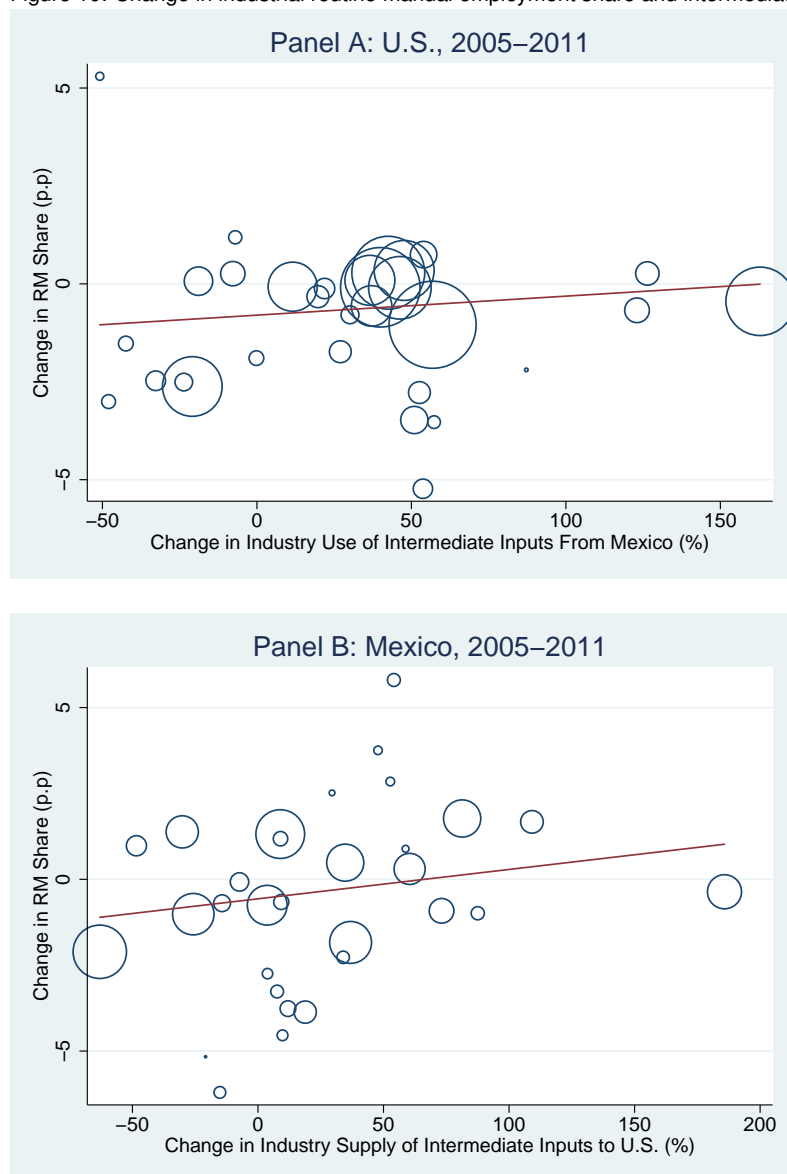 Figure 10: Change in industrial routine manual employment share and intermedia
Panel A: U.S., 2005–2011
Change in RM Share (p.p)
5
0
−5
−50 0 50 100 150
Change in Industry Use of Intermediate Inputs From Mexico (%)
Panel B: Mexico, 2005–2011
Change in RM Share (p.p)
5
0
−5
−50 0 50 100 150 200
Change in Industry Supply of Intermediate Inputs to U.S. (%)